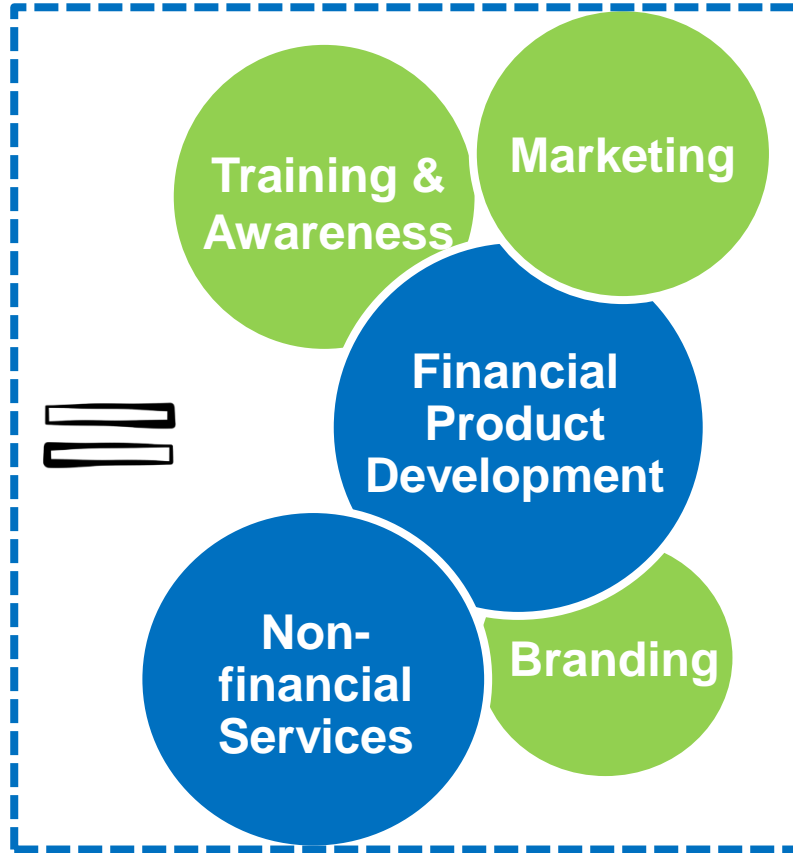 Training &
Awareness
Marketing
Financial
Product
Development
Non-
financial
Services
Branding